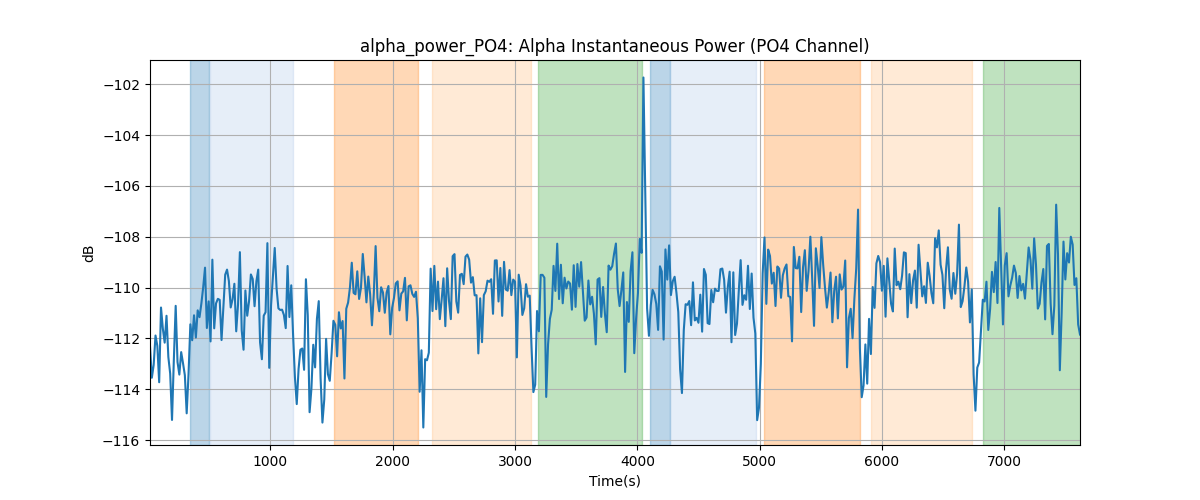 alpha_power_PO4: Alpha Instantaneous Power (PO4 Channel)
−102
−104
−106
−108
−110
−112
−114
−116
dB
1000 2000 3000 4000 5000 6000 7000
Time(s)